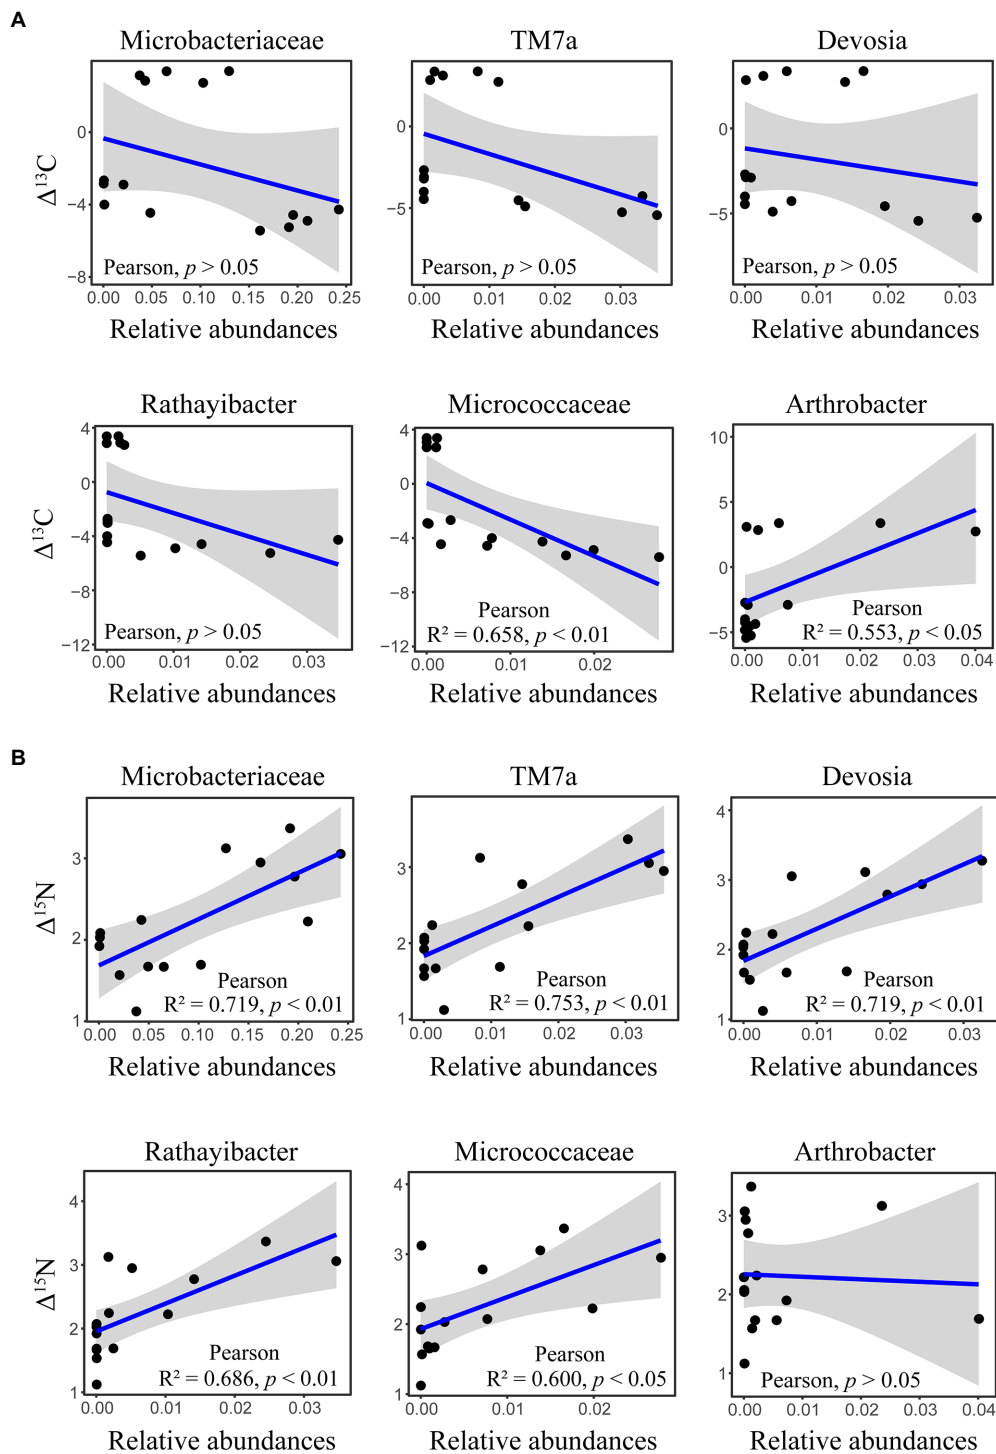 A
Microbacteriaceae
TM7a
Devosia
Δ¹³C
0
−4
−8
0
−5
0
−5
Pearson, p > 0.05
Pearson, p > 0.05
Pearson, p > 0.05
0.00 0.05 0.10 0.15 0.20 0.25
0.00 0.01 0.02 0.03
0.00 0.01 0.02 0.03
Relative abundances
Relative abundances
Relative abundances
Rathayibacter
Micrococcaceae
Arthrobacter
Δ¹³C
4
0
−4
−8
−12
4
0
−4
−8
−12
10
5
0
−5
Pearson, p > 0.05
Pearson
R² = 0.658, p < 0.01
Pearson
R² = 0.553, p < 0.05
0.00 0.01 0.02 0.03
0.00 0.01 0.02
0.00 0.01 0.02 0.03 0.04
Relative abundances
Relative abundances
Relative abundances
B
Microbacteriaceae
TM7a
Devosia
Δ¹⁵N
3
2
1
3
2
1
4
3
2
1
Pearson
R² = 0.719, p < 0.01
Pearson
R² = 0.753, p < 0.01
Pearson
R² = 0.719, p < 0.01
0.00 0.05 0.10 0.15 0.20 0.25
0.00 0.01 0.02 0.03
0.00 0.01 0.02 0.03
Relative abundances
Relative abundances
Relative abundances
Rathayibacter
Micrococcaceae
Arthrobacter
Δ¹⁵N
4
3
2
1
4
3
2
1
3
2
1
Pearson
R² = 0.686, p < 0.01
Pearson
R² = 0.600, p < 0.05
Pearson, p > 0.05
0.00 0.01 0.02 0.03
0.00 0.01 0.02
0.00 0.01 0.02 0.03 0.04
Relative abundances
Relative abundances
Relative abundances